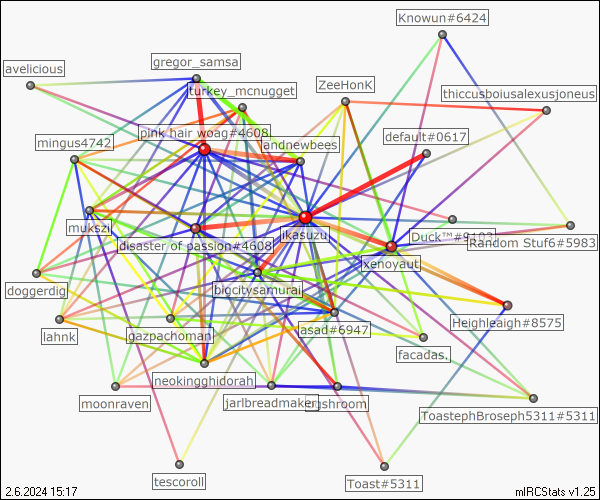 Knowun#6424
gregor_samsa
avelicious
turkey_mcnugget
ZeeHonK
thiccusboiusalexusjoneus
pink hair woag#4608
default#0617
mingus4742
andnewbees
mukszi
ikasuzu
Duck™#9103
disaster of passion#4608
Random Stuf6#5983
xenoyaut
doggerdig
bigcitysamurai
lahnk
gazpachoman
asad#6947
Heighleaigh#8575
facadas.
neokingghidorah
moonraven
jarlbreadmaker
shroom
ToastephBroseph5311#5311
tescoroll
Toast#5311
2.6.2024 15:17
mIRCStats v1.25